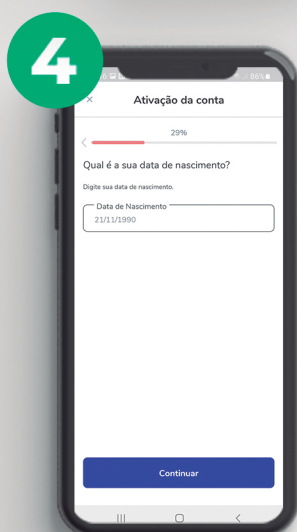 4
Ativação da conta
29%
Qual é a sua data de nascimento?
Digite sua data de nascimento.
Data de Nascimento
21/11/1990
Continuar